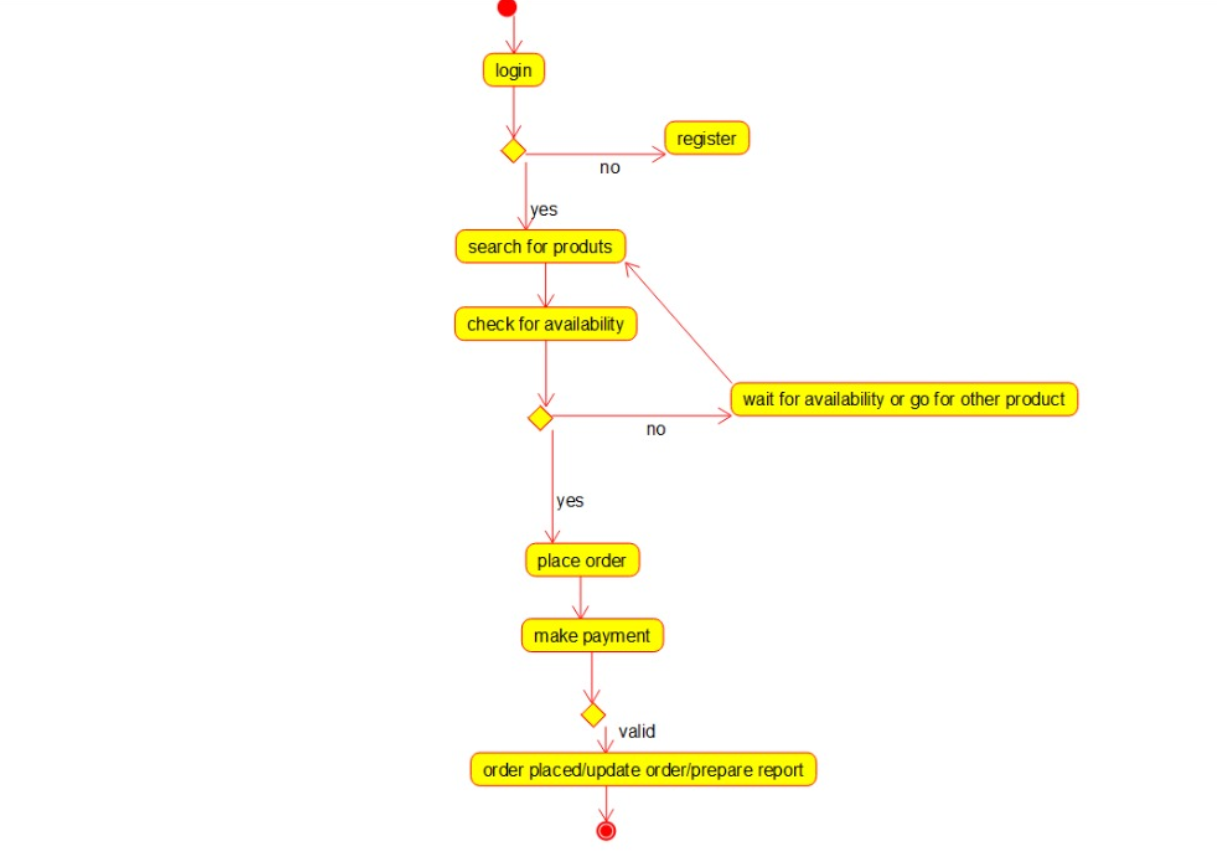 login
register
no
yes
search for produts
check for availability
wait for availability or go for other product
no
yes
place order
make payment
valid
order placed/update order/prepare report